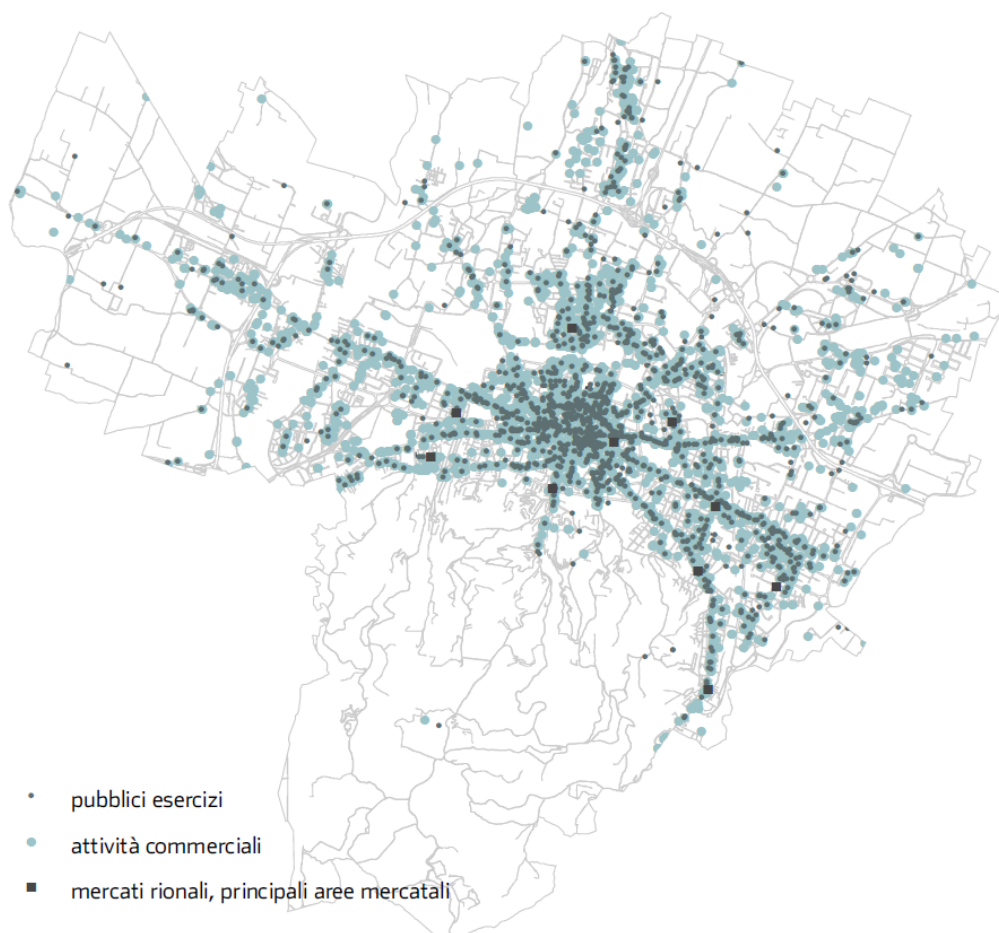 pubblici esercizi
attività commerciali
mercati rionali, principali aree mercatali